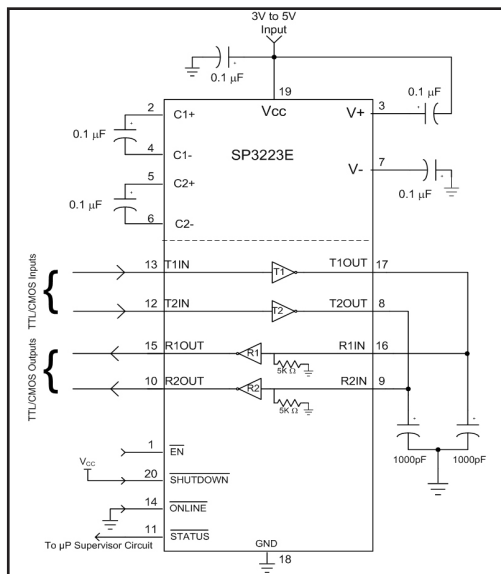 3V to 5V
Input
0.1 µF
19
Vcc
2
C1+
V+
3
0.1 µF
0.1 µF
4
C1-
SP3223E
5
C2+
V-
7
0.1 µF
6
C2-
0.1 µF
TTL/CMOS Inputs
13
T1IN
T1
T1OUT
17
12
T2IN
T2
T2OUT
8
TTL/CMOS Outputs
15
R1OUT
R1
R1IN
16
5K Ω
10
R2OUT
R2
R2IN
9
5K Ω
1
EN
1000pF
1000pF
VCC
20
SHUTDOWN
14
ONLINE
11
STATUS
To µP Supervisor Circuit
GND
18